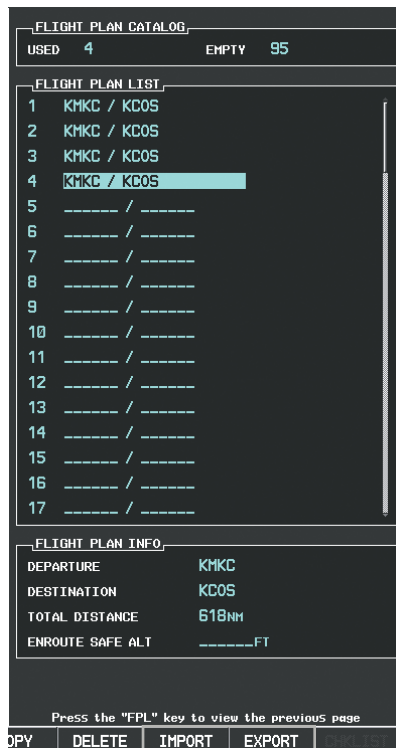 FLIGHT PLAN CATALOG
USED 4 EMPTY 95
FLIGHT PLAN LIST
1 KMKC / KCOS
2 KMKC / KCOS
3 KMKC / KCOS
4 KMKC / KCOS
5 ______ / ______
6 ______ / ______
7 ______ / ______
8 ______ / ______
9 ______ / ______
10 ______ / ______
11 ______ / ______
12 ______ / ______
13 ______ / ______
14 ______ / ______
15 ______ / ______
16 ______ / ______
17 ______ / ______
FLIGHT PLAN INFO
DEPARTURE KMKC
DESTINATION KCOS
TOTAL DISTANCE 618NM
ENROUTE SAFE ALT ______FT
Press the "FPL" key to view the previous page
OPY DELETE IMPORT EXPORT CHKLIST